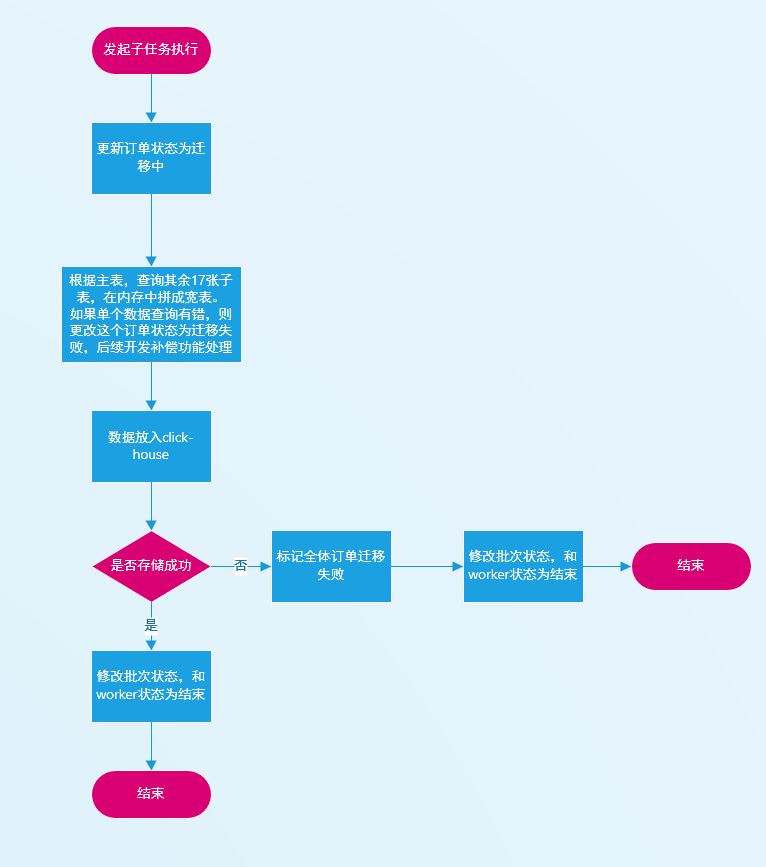 发起子任务执行
更新订单状态为迁
移中
根据主表，查询其余17张子
表，在内存中拼成宽表。
如果单个数据查询有错，则
更改这个订单状态为迁移失
败，后续开发补偿功能处理
数据放入click-
house
是否存储成功
否
标记全体订单迁移
失败
修改批次状态，和
worker状态为结束
结束
是
修改批次状态，和
worker状态为结束
结束